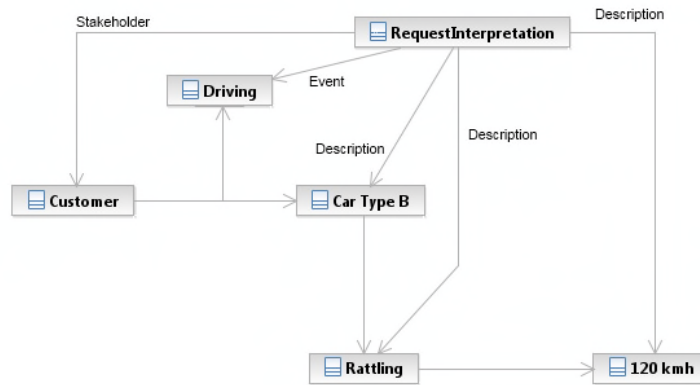 Description
Stakeholder
RequestInterpretation
Event
Driving
Description
Description
Customer
Car Type B
Rattling
120 kmh